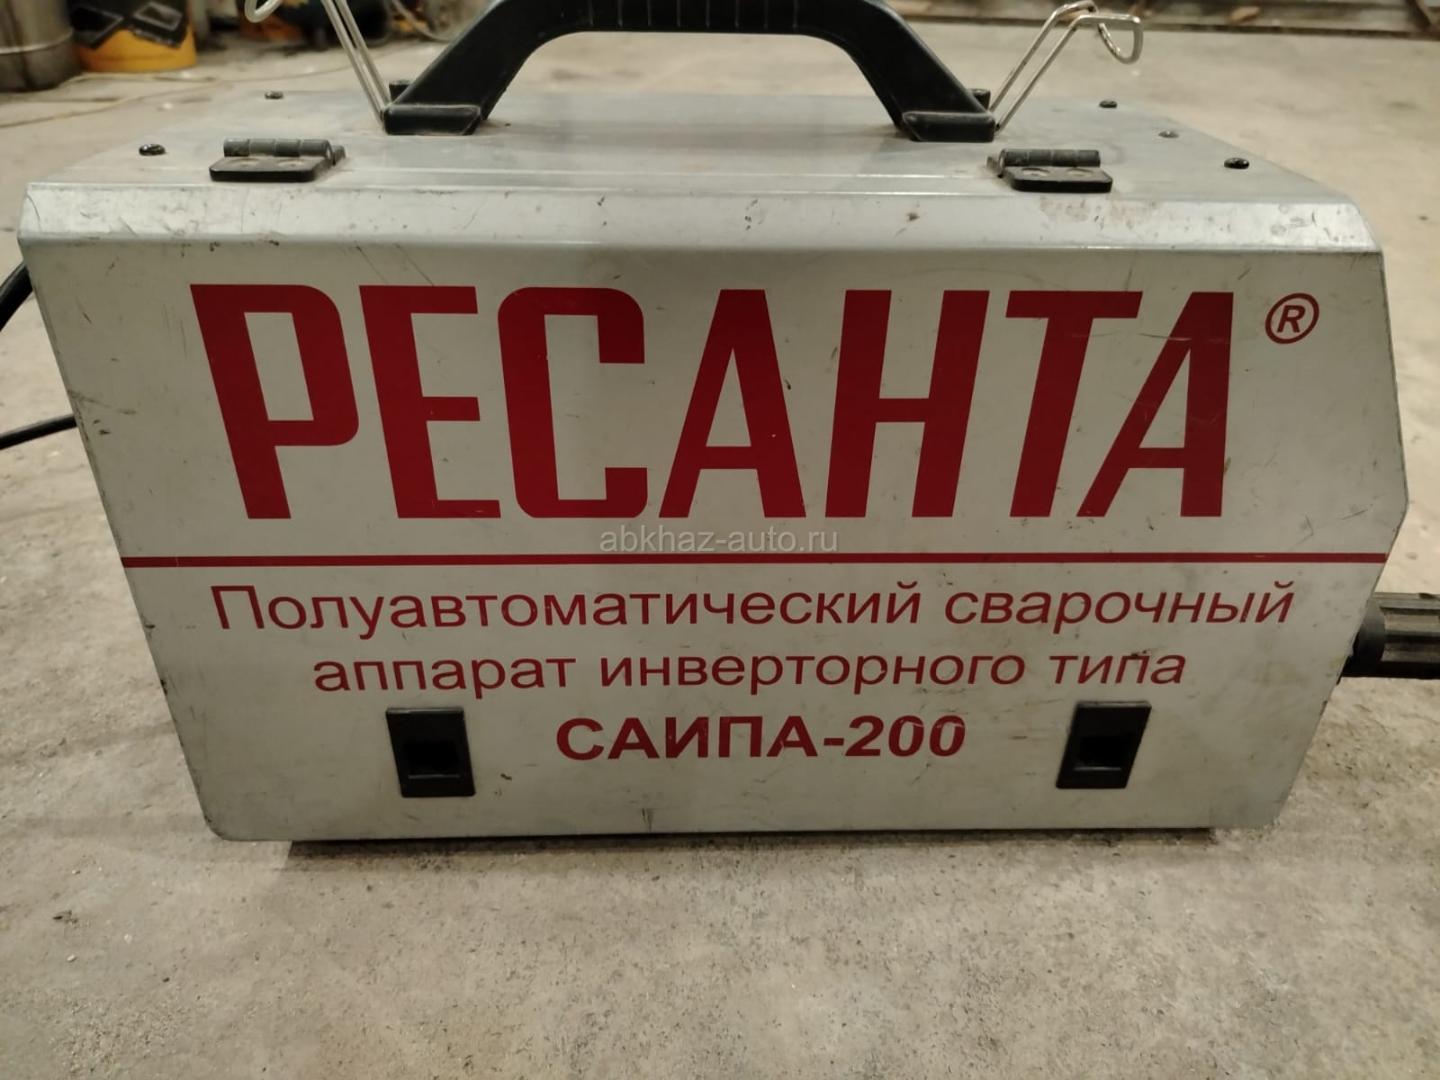 РЕСАНТА®
abkhaz-auto.ru
Полуавтоматический сварочный
аппарат инверторного типа
САИПА-200